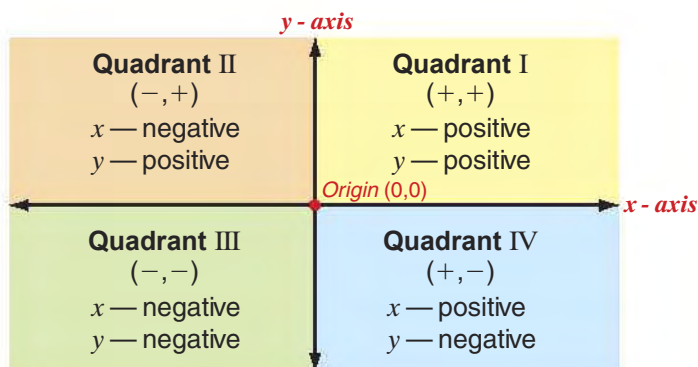 y - axis
Quadrant II
(−,+)
x — negative
y — positive
Quadrant I
(+,+)
x — positive
y — positive
Origin (0,0)
x - axis
Quadrant III
(−,−)
x — negative
y — negative
Quadrant IV
(+,−)
x — positive
y — negative